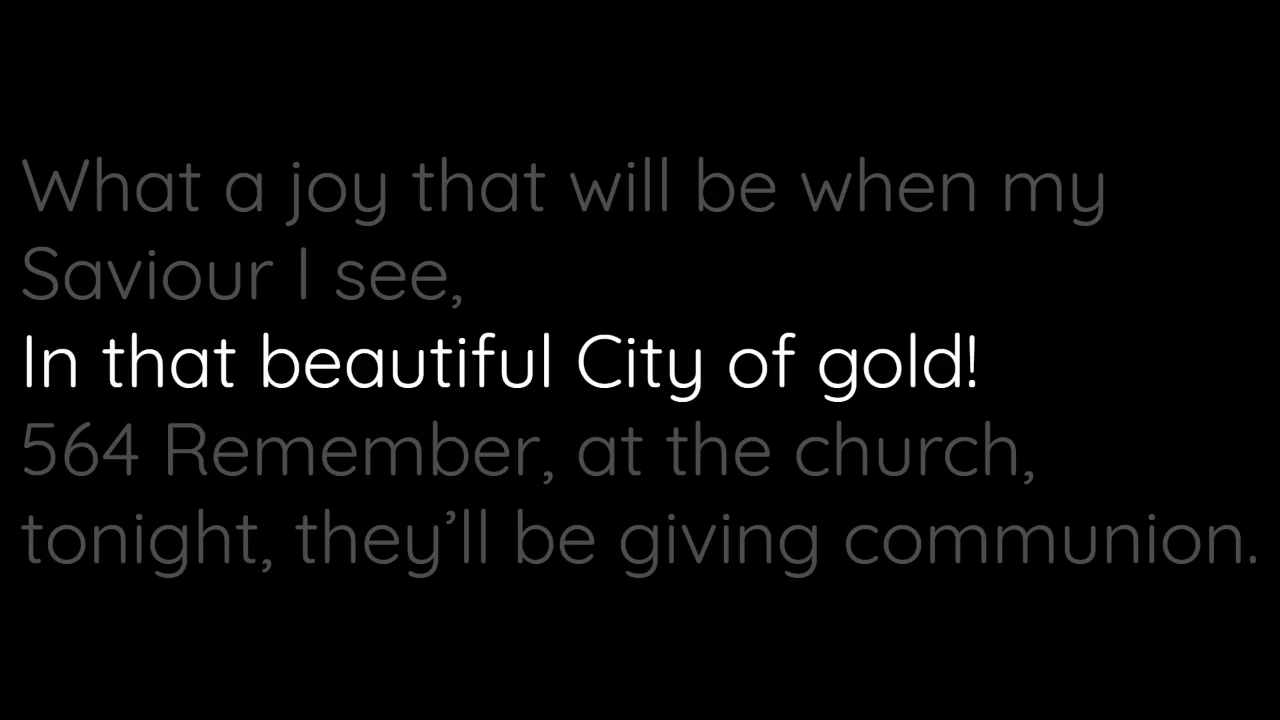 What a joy that will be when my
Saviour I see,
In that beautiful City of gold!
564 Remember, at the church,
tonight, they’ll be giving communion.